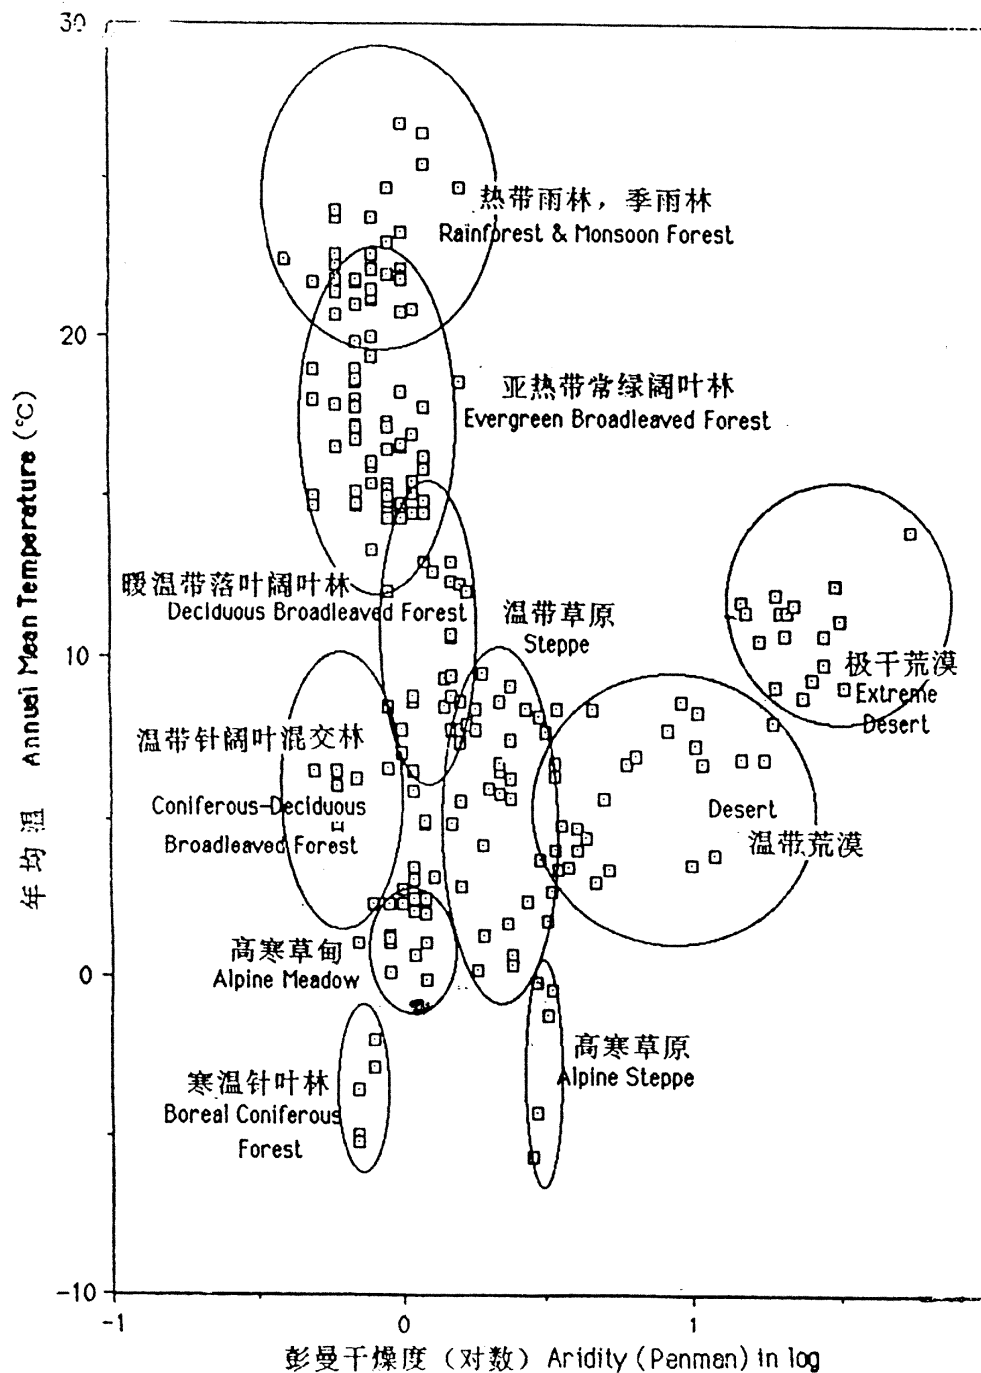 30
热带雨林，季雨林
Rainforest & Monsoon Forest
20
亚热带常绿阔叶林
Evergreen Broadleaved Forest
暖温带落叶阔叶林
Deciduous Broadleaved Forest
温带草原
Steppe
10
极干荒漠
Extreme
Desert
温带针阔叶混交林
Coniferous-Deciduous
Broadleaved Forest
Desert
温带荒漠
高寒草甸
Alpine Meadow
0
高寒草原
Alpine Steppe
寒温针叶林
Boreal Coniferous
Forest
-10
-1
0
1
彭曼干燥度（对数）Aridity (Penman) in log
年均温 Annual Mean Temperature (°C)